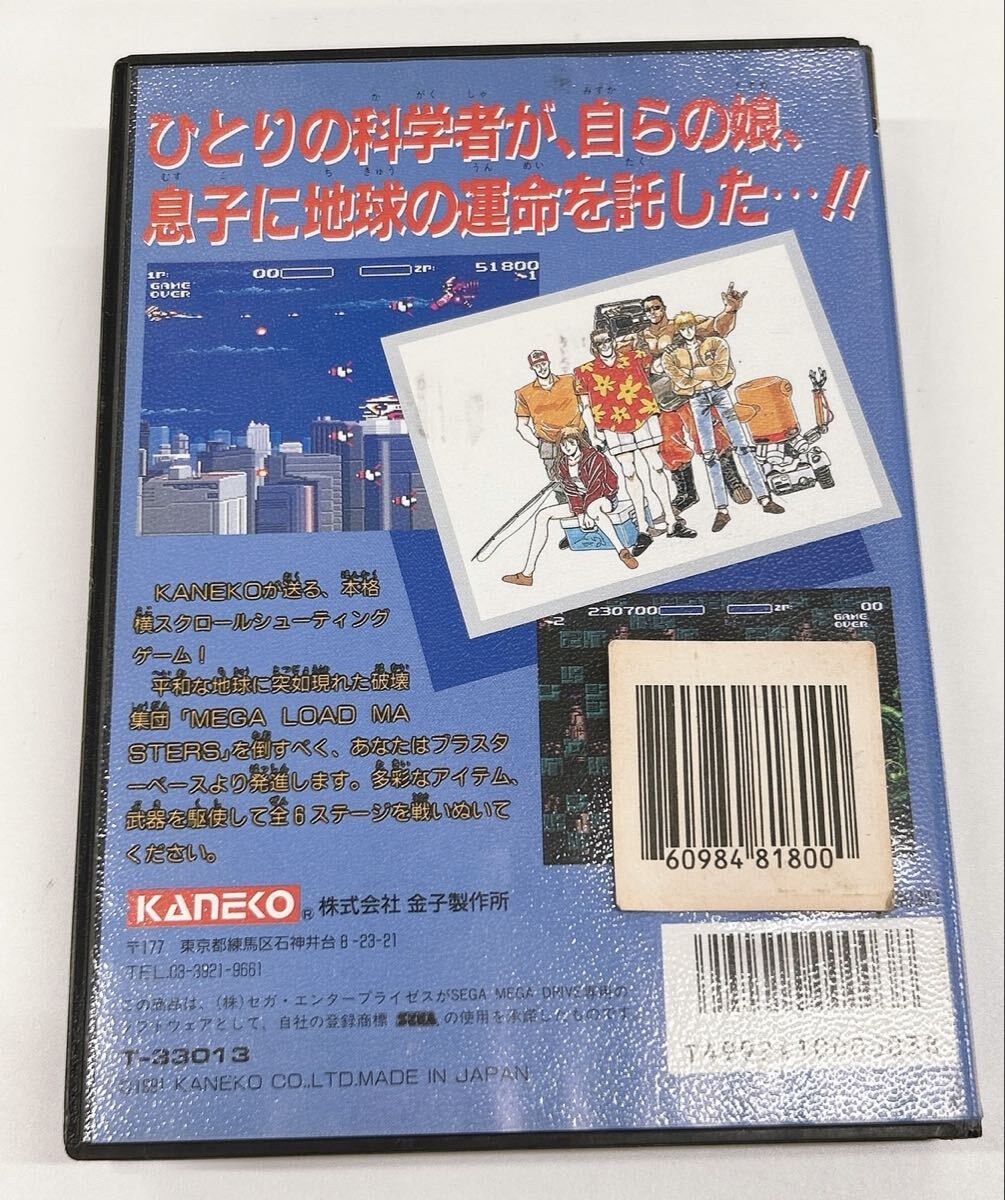 ひとりの科学者が、自らの娘、
息子に地球の運命を託した…!!
1P:
00
2P:
51800
1
GAME
OVER
230700
2P:
00
2
GAME
OVER
KANEKOが送る、本格
横スクロールシューティング
ゲーム!
平和な地球に突如現れた破壊
集団「MEGA LOAD MA
STERS」を倒すべく、あなたはブラスタ
ーベースより発進します。多彩なアイテム、
武器を駆使して全6ステージを戦いぬいて
ください。
60984 81800
KANEKO® 株式会社 金子製作所
〒177 東京都練馬区石神井台8-23-21
TEL.03-3921-9661
この商品は、(株)セガ・エンタープライゼスがSEGA MEGA DRIVE専用の
ソフトウェアとして、自社の登録商標 SEGA の使用を承諾したものです。
T-33013
©1991 KANEKO CO.,LTD.MADE IN JAPAN